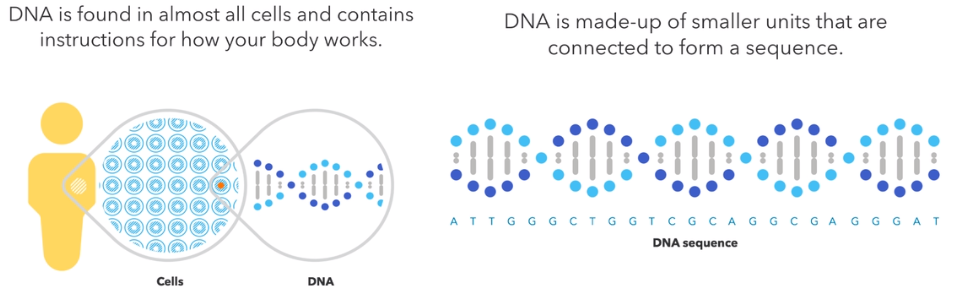 DNA is found in almost all cells and contains
instructions for how your body works.
Cells
DNA
DNA is made-up of smaller units that are
connected to form a sequence.
A T T G G G C T G G T C G C A G G C G A G G G A T
DNA sequence